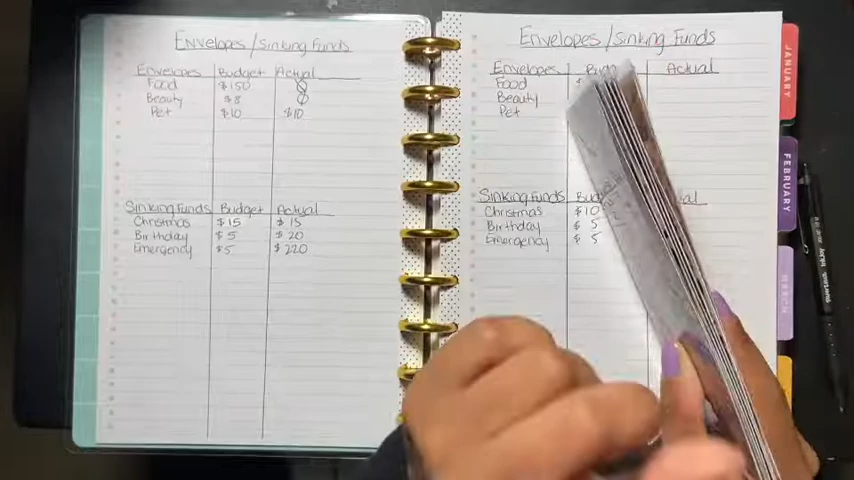 Envelopes/Sinking Funds
Envelopes Budget Actual
Food $150 0
Beauty $8 0
Pet $10 $10
Sinking Funds Budget Actual
Christmas $15 $15
Birthday $5 $20
Emergency $5 $220
Envelopes/Sinking Funds
Envelopes Actual
Food
Beauty
Pet
Sinking Funds
Christmas $10
Birthday $5
Emergency $5
JANUARY
FEBRUARY
MARCH